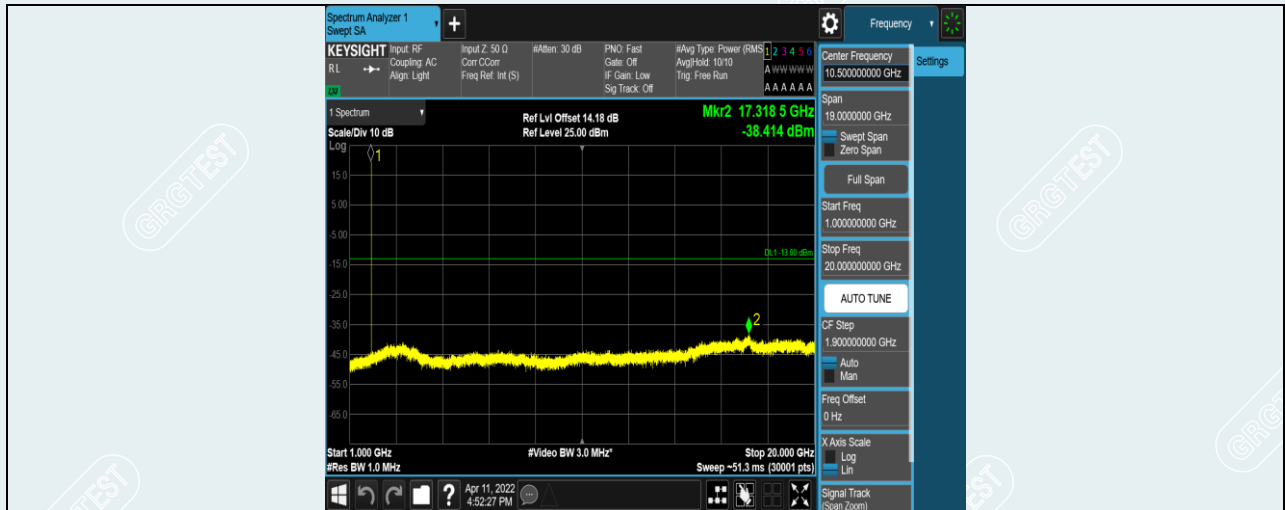 Spectrum Analyzer 1
Swept SA
+
Frequency
KEYSIGHT
RL
LXI
Input: RF
Coupling: AC
Align: Light
Input Z: 50 Ω
Corr CCorr
Freq Ref: Int (S)
#Atten: 30 dB
PNO: Fast
Gate: Off
IF Gain: Low
Sig Track: Off
#Avg Type: Power (RMS
Avg|Hold: 10/10
Trig: Free Run
1 2 3 4 5 6
A W W W W W
A A A A A A
1 Spectrum
Scale/Div 10 dB
Log
Ref Lvl Offset 14.18 dB
Ref Level 25.00 dBm
Mkr2 17.318 5 GHz
-38.414 dBm
1
15.0
5.00
-5.00
DL1 -13.00 dBm
-15.0
-25.0
-35.0
2
-45.0
-55.0
-65.0
Start 1.000 GHz
#Res BW 1.0 MHz
#Video BW 3.0 MHz*
Stop 20.000 GHz
Sweep ~51.3 ms (30001 pts)
?
Apr 11, 2022
4:52:27 PM
Center Frequency
10.500000000 GHz
Settings
Span
19.0000000 GHz
Swept Span
Zero Span
Full Span
Start Freq
1.000000000 GHz
Stop Freq
20.000000000 GHz
AUTO TUNE
CF Step
1.900000000 GHz
Auto
Man
Freq Offset
0 Hz
X Axis Scale
Log
Lin
Signal Track
(Span Zoom)
GRGTEST
GRGTEST
GRGTEST
GRGTEST